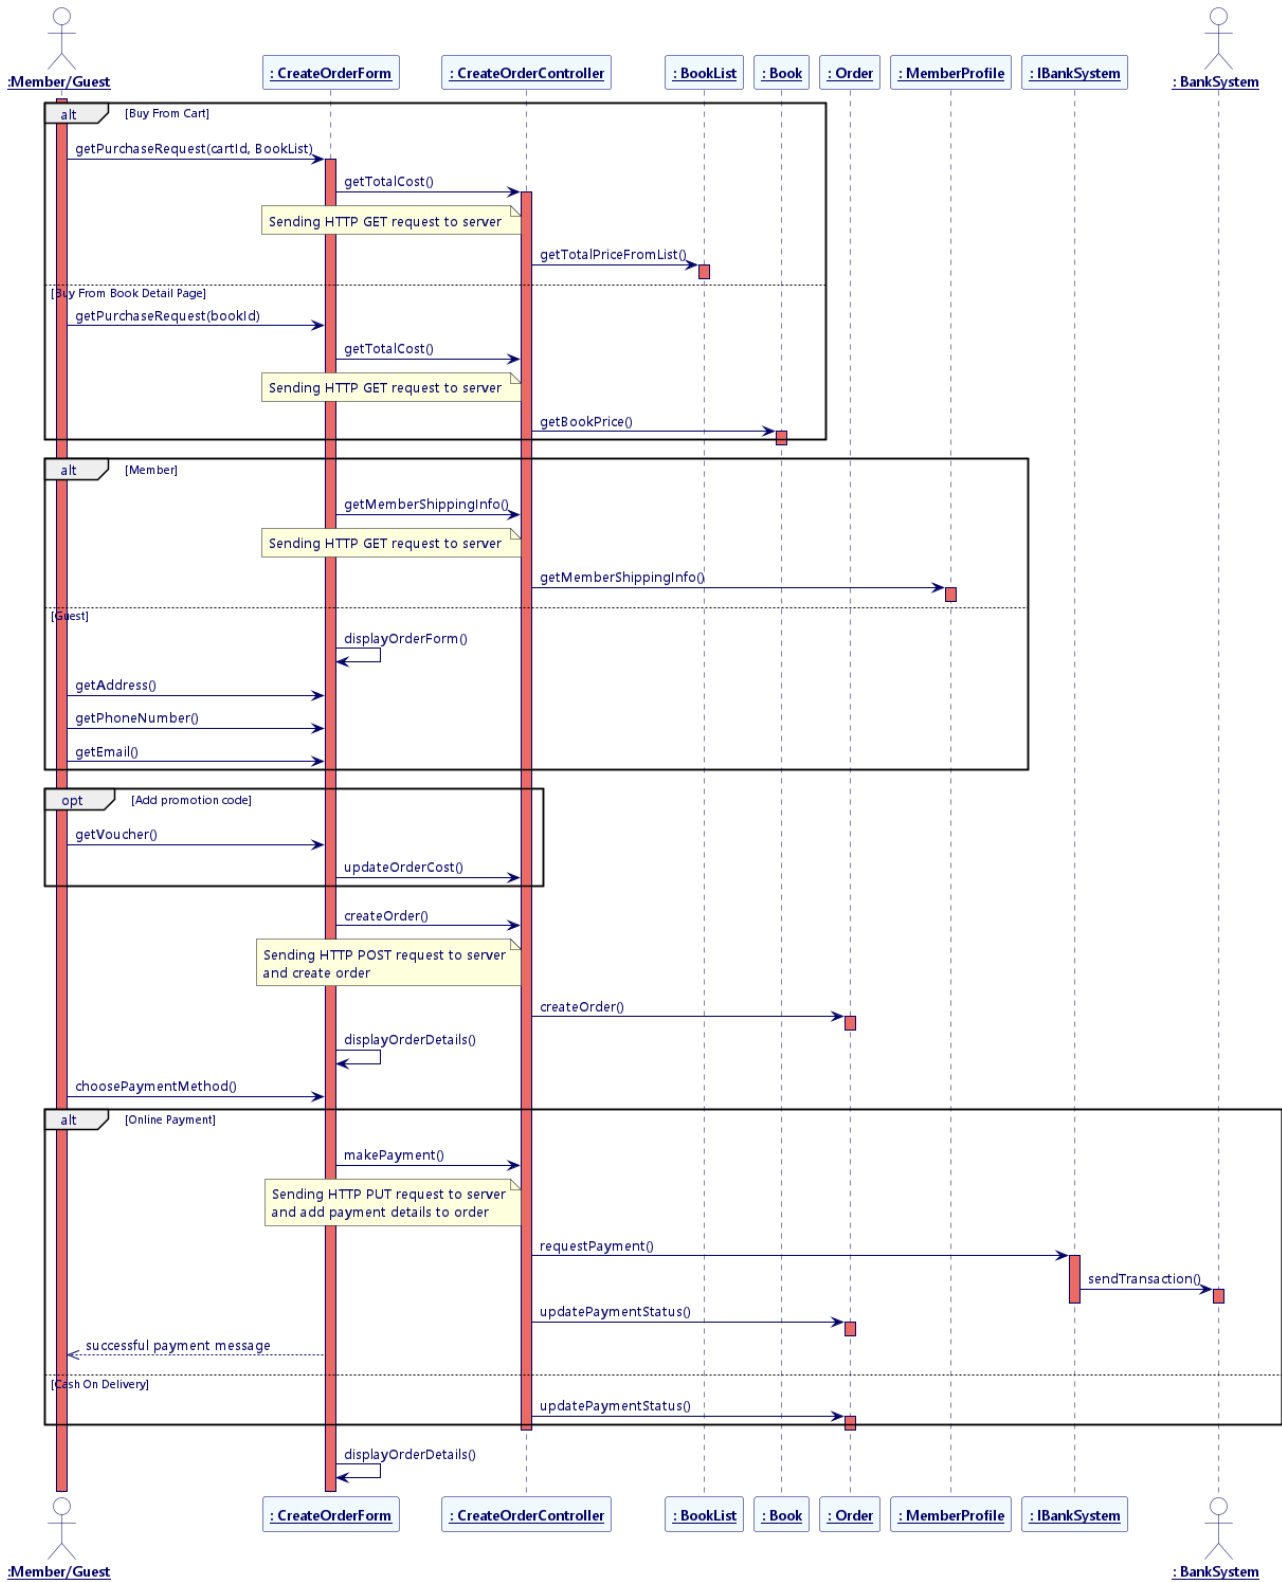 :Member/Guest
: CreateOrderForm
: CreateOrderController
: BookList
: Book
: Order
: MemberProfile
: IBankSystem
: BankSystem
alt
[Buy From Cart]
getPurchaseRequest(cartId, BookList)
getTotalCost()
Sending HTTP GET request to server
getTotalPriceFromList()
[Buy From Book Detail Page]
getPurchaseRequest(bookId)
getTotalCost()
Sending HTTP GET request to server
getBookPrice()
alt
[Member]
getMemberShippingInfo()
Sending HTTP GET request to server
getMemberShippingInfo()
[Guest]
displayOrderForm()
getAddress()
getPhoneNumber()
getEmail()
opt
[Add promotion code]
getVoucher()
updateOrderCost()
createOrder()
Sending HTTP POST request to server
and create order
createOrder()
displayOrderDetails()
choosePaymentMethod()
alt
[Online Payment]
makePayment()
Sending HTTP PUT request to server
and add payment details to order
requestPayment()
sendTransaction()
updatePaymentStatus()
successful payment message
[Cash On Delivery]
updatePaymentStatus()
displayOrderDetails()
:Member/Guest
: CreateOrderForm
: CreateOrderController
: BookList
: Book
: Order
: MemberProfile
: IBankSystem
: BankSystem